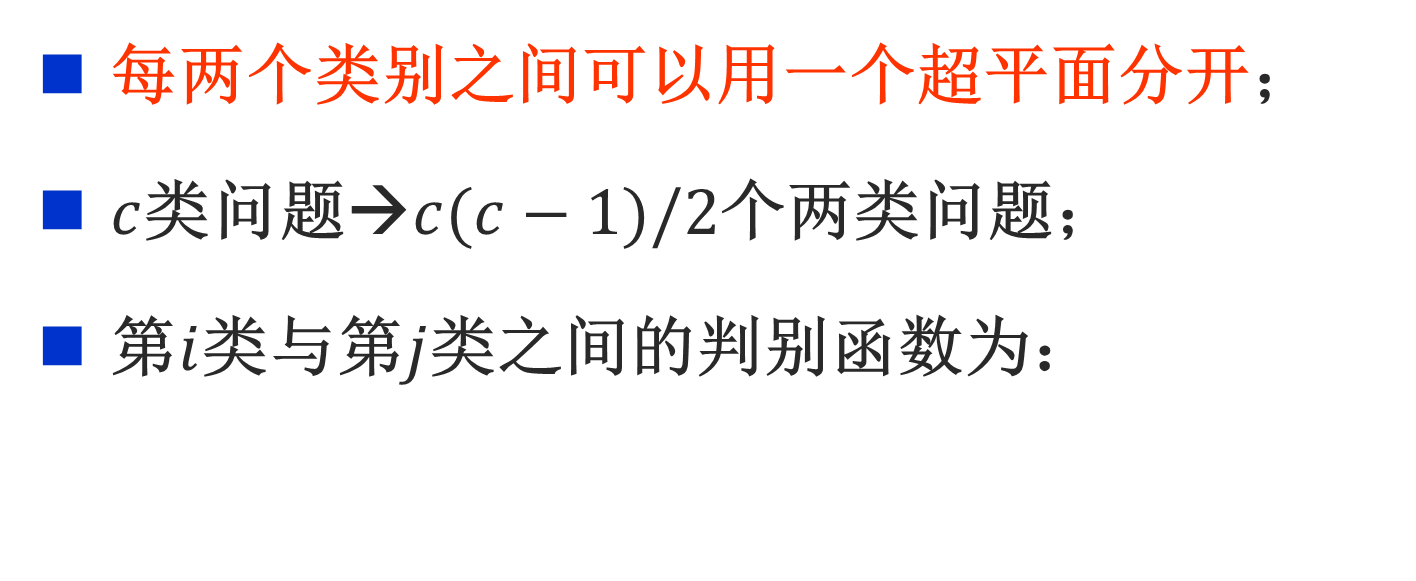 ■ 每两个类别之间可以用一个超平面分开；
■ c类问题→c(c − 1)/2个两类问题；
■ 第i类与第j类之间的判别函数为：